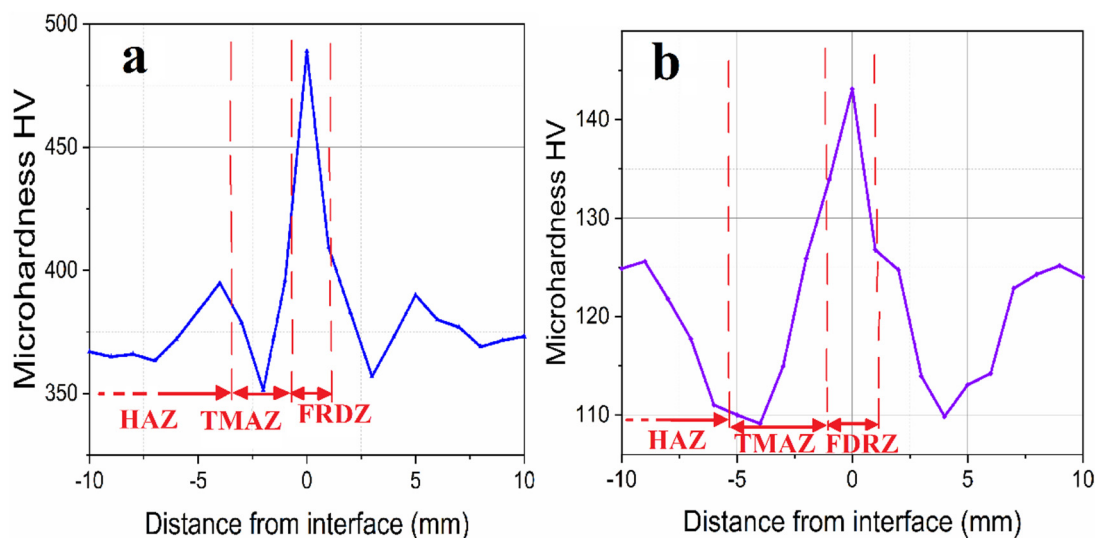 a
Microhardness HV
500
450
400
350
HAZ
TMAZ
FRDZ
-10
-5
0
5
10
Distance from interface (mm)
b
Microhardness HV
140
130
120
110
HAZ
TMAZ
FDRZ
-10
-5
0
5
10
Distance from interface (mm)